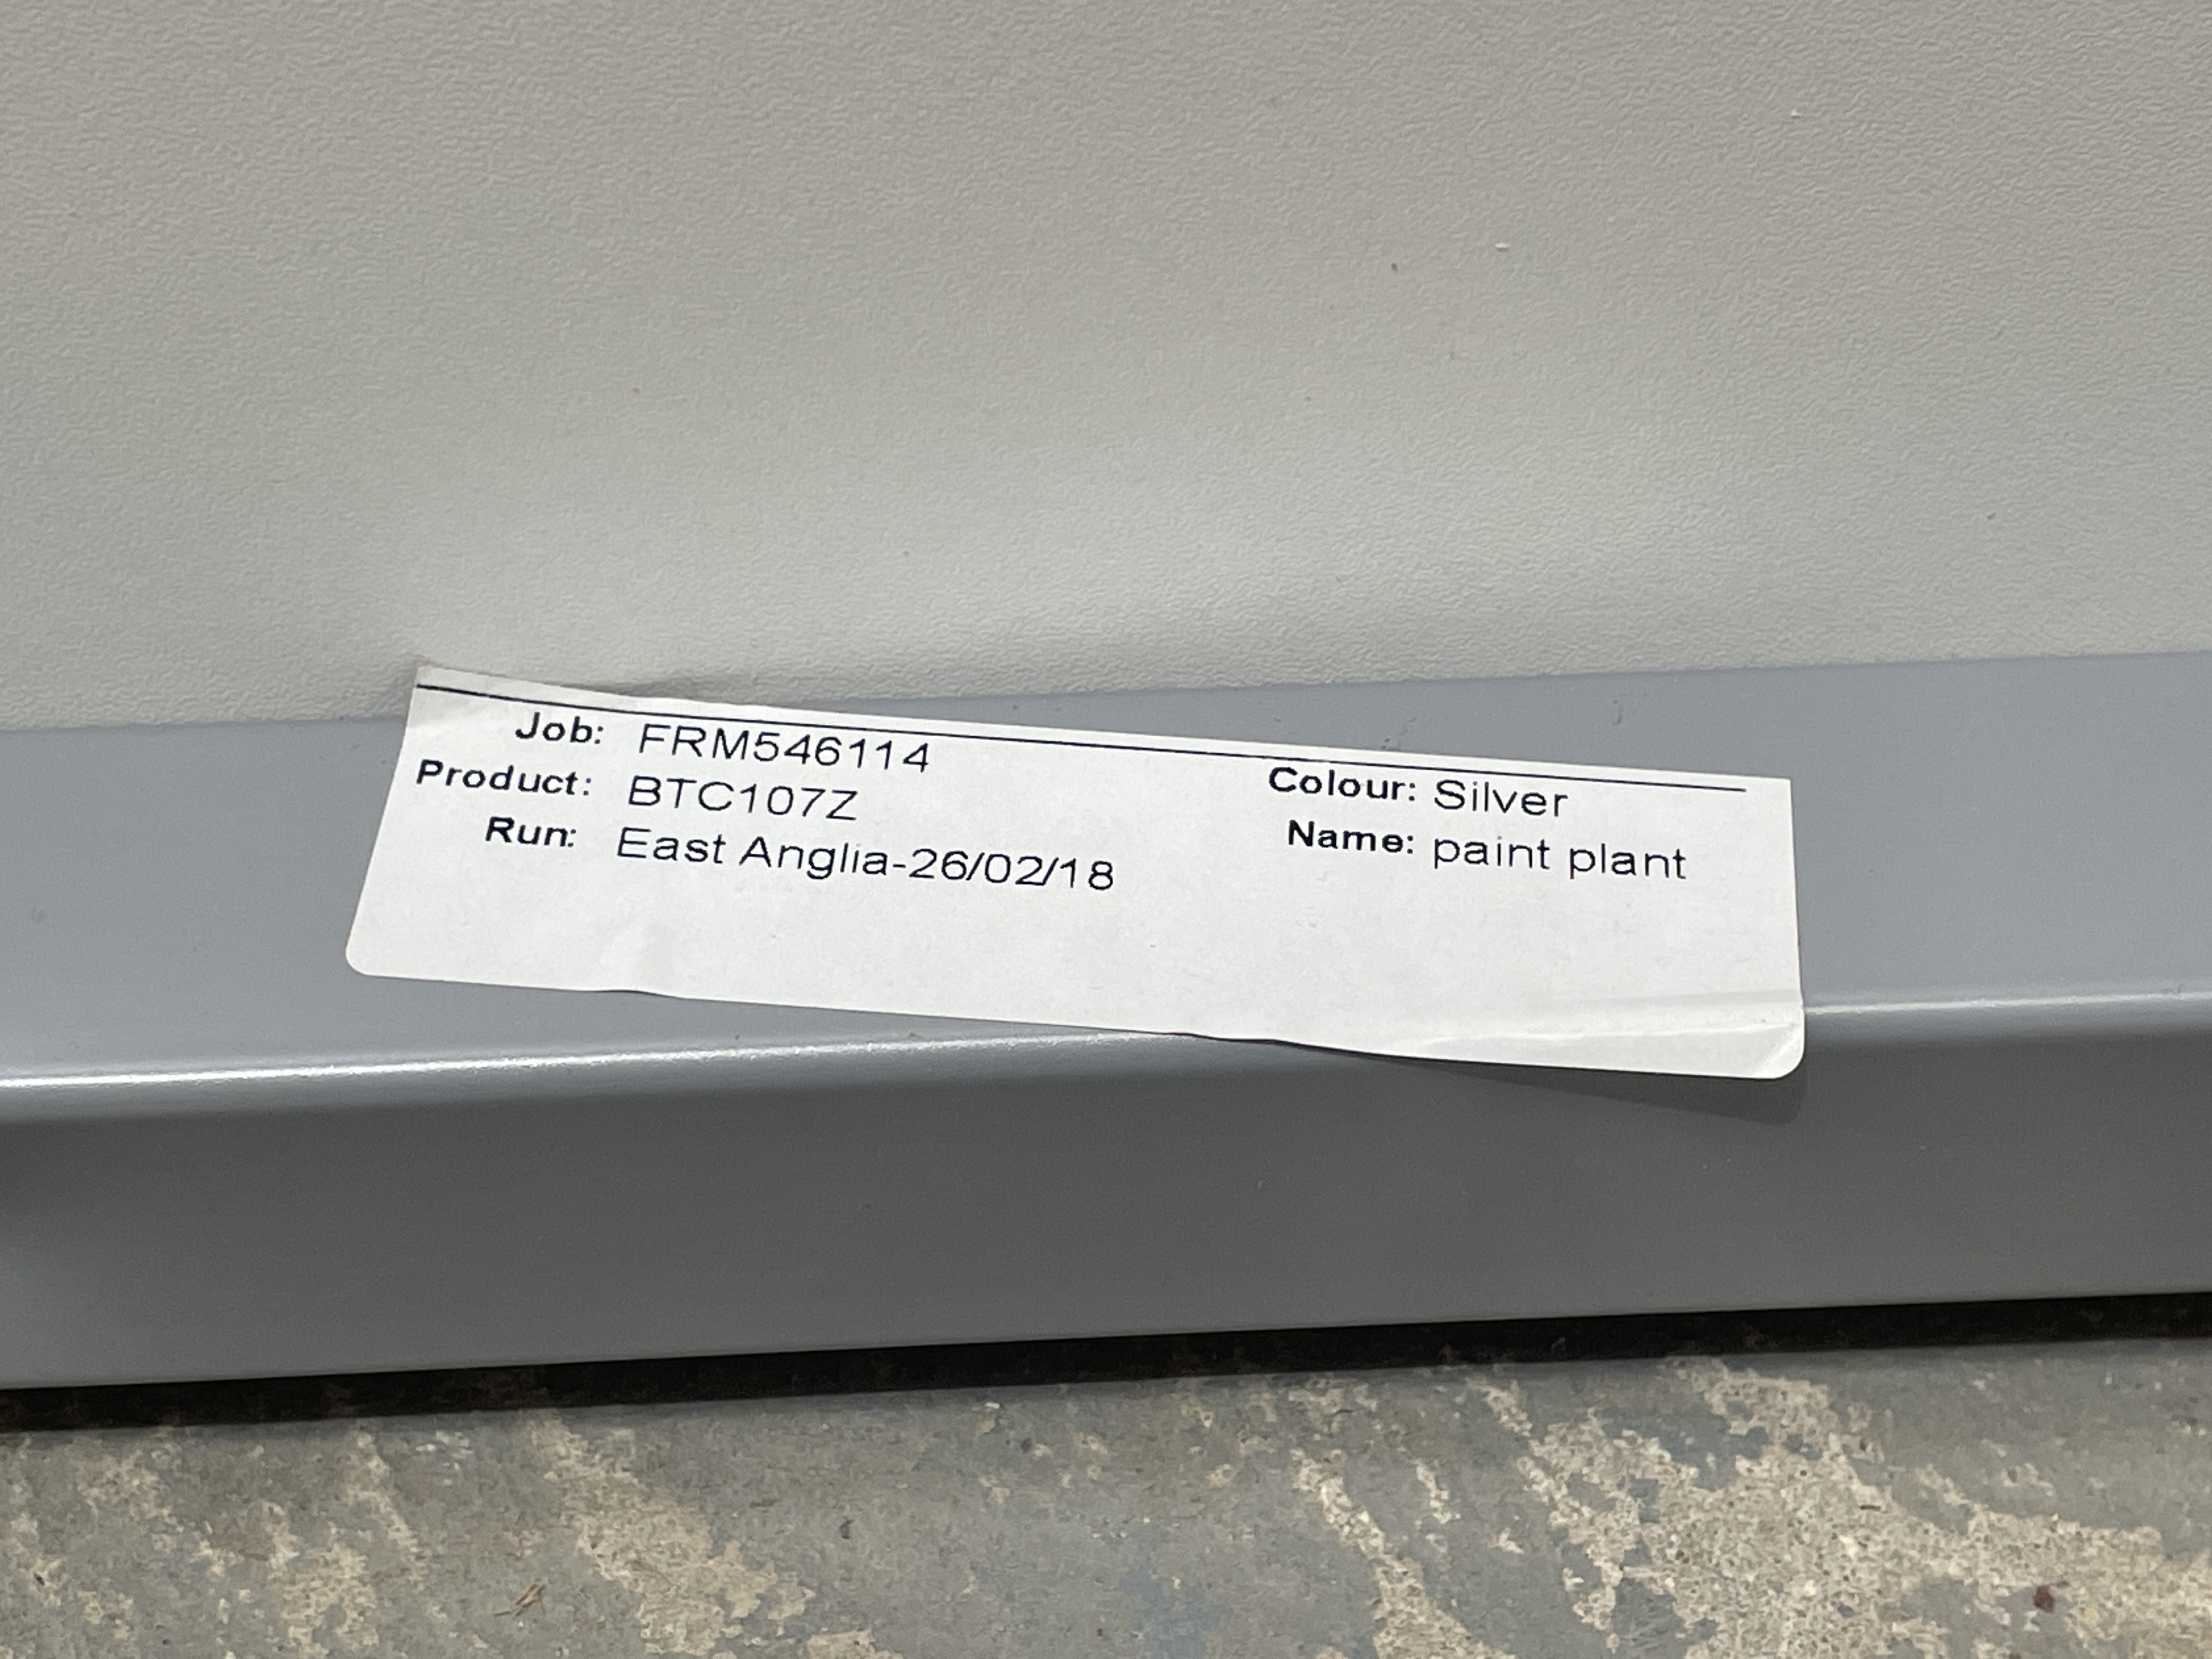 Job: FRM546114
Product: BTC107Z
Run: East Anglia-26/02/18
Colour: Silver
Name: paint plant